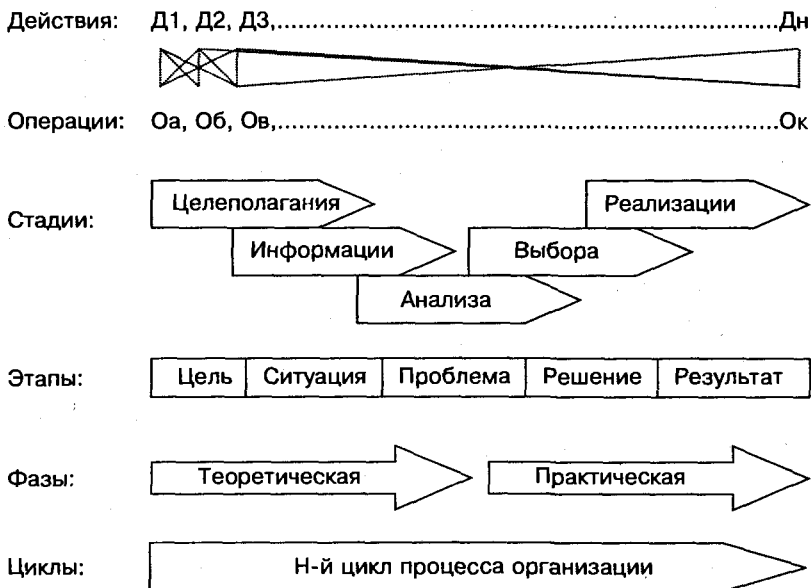 Действия: Д1, Д2, Д3,........................................................................Дн
Операции: Оа, Об, Ов,........................................................................Ок
Стадии:
Целеполагания
Реализации
Информации
Выбора
Анализа
Этапы: Цель Ситуация Проблема Решение Результат
Фазы: Теоретическая Практическая
Циклы: Н-й цикл процесса организации